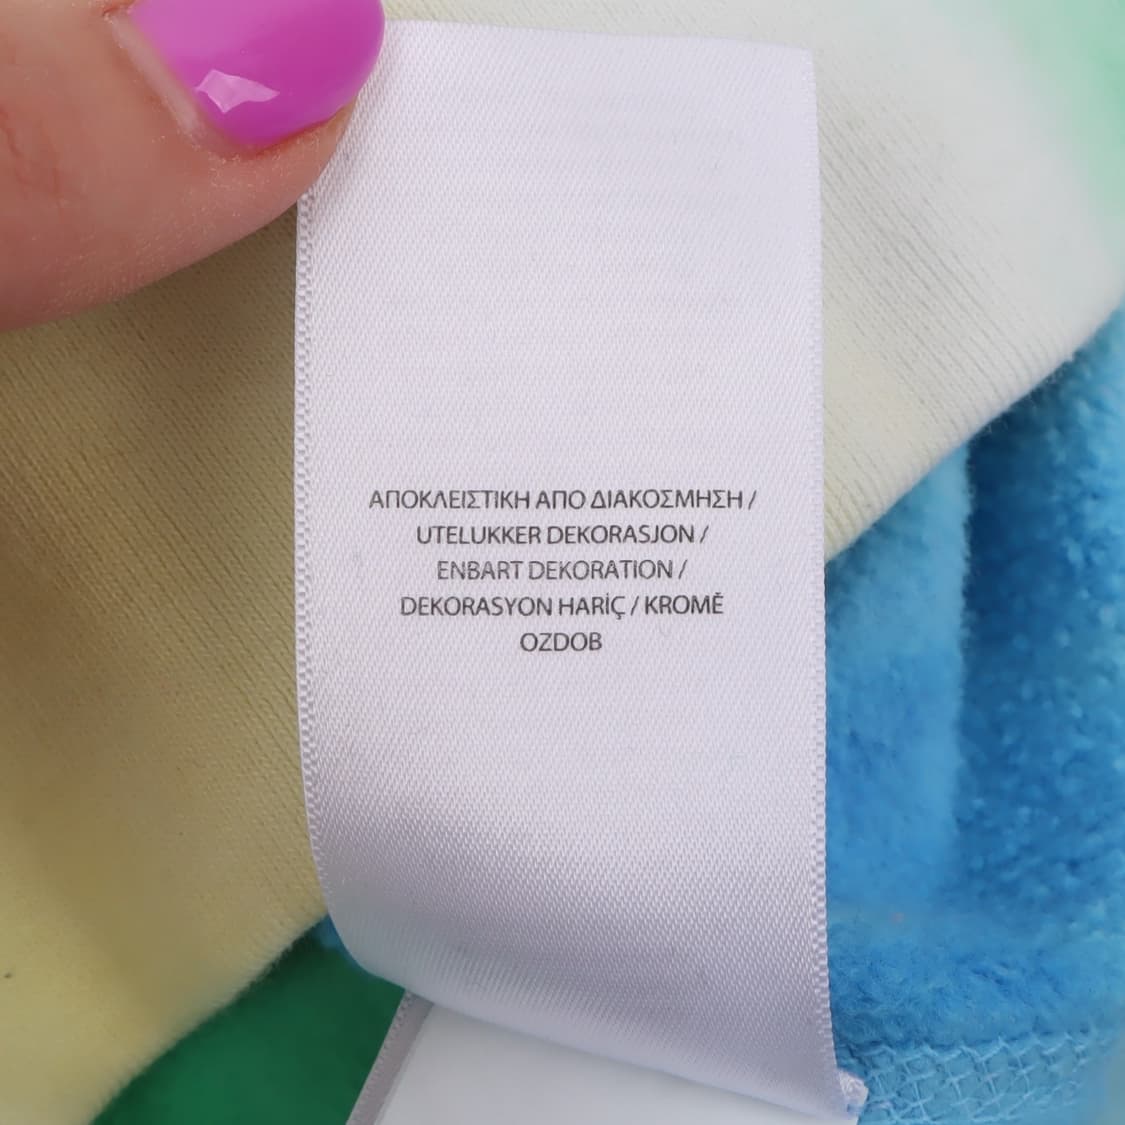 ΑΠΟΚΛΕΙΣΤΙΚΗ ΑΠΟ ΔΙΑΚΟΣΜΗΣΗ /
UTELUKKER DEKORASJON /
ENBART DEKORATION /
DEKORASYON HARİÇ / KROMĚ
OZDOB